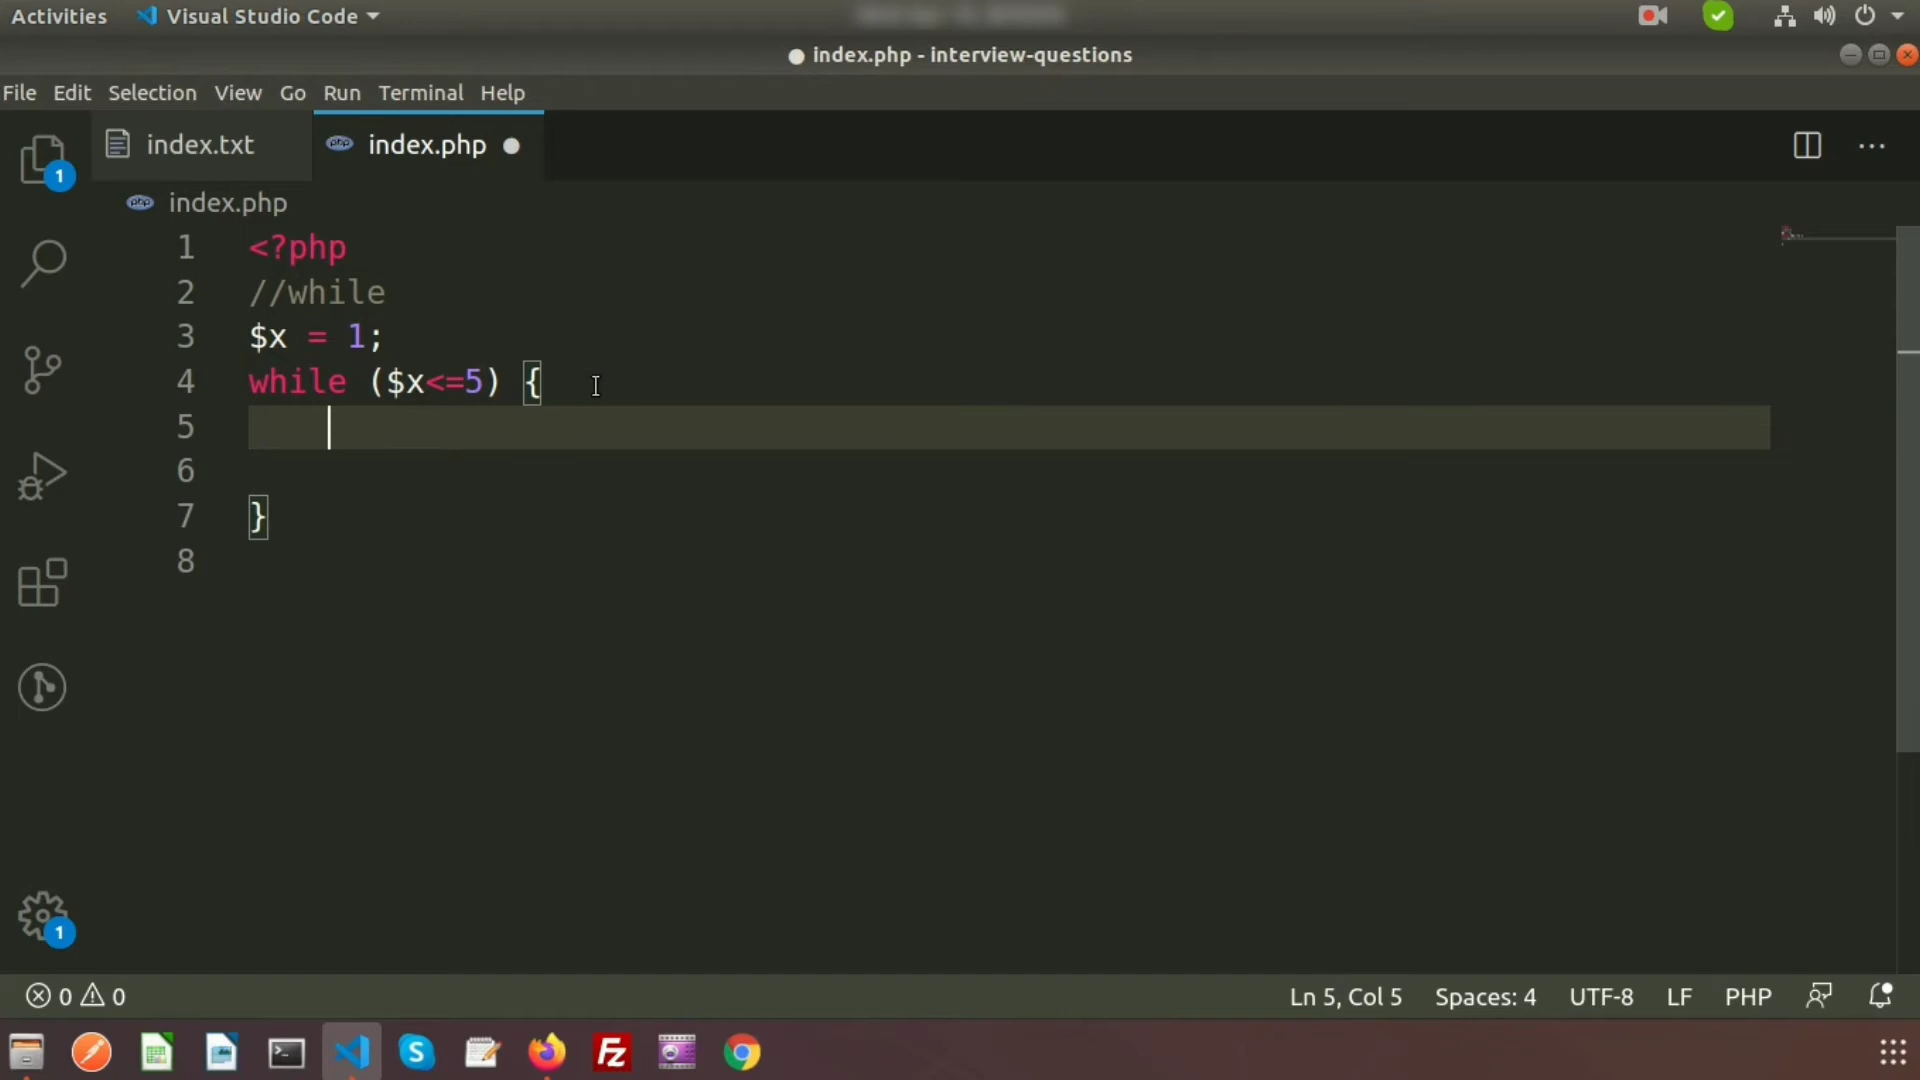 Activities Visual Studio Code
index.php - interview-questions
File Edit Selection View Go Run Terminal Help
index.txt index.php
1
index.php
1 <?php
2 //while
3 $x = 1;
4 while ($x<=5) {
5
6
7 }
8
1
0 0 Ln 5, Col 5 Spaces: 4 UTF-8 LF PHP